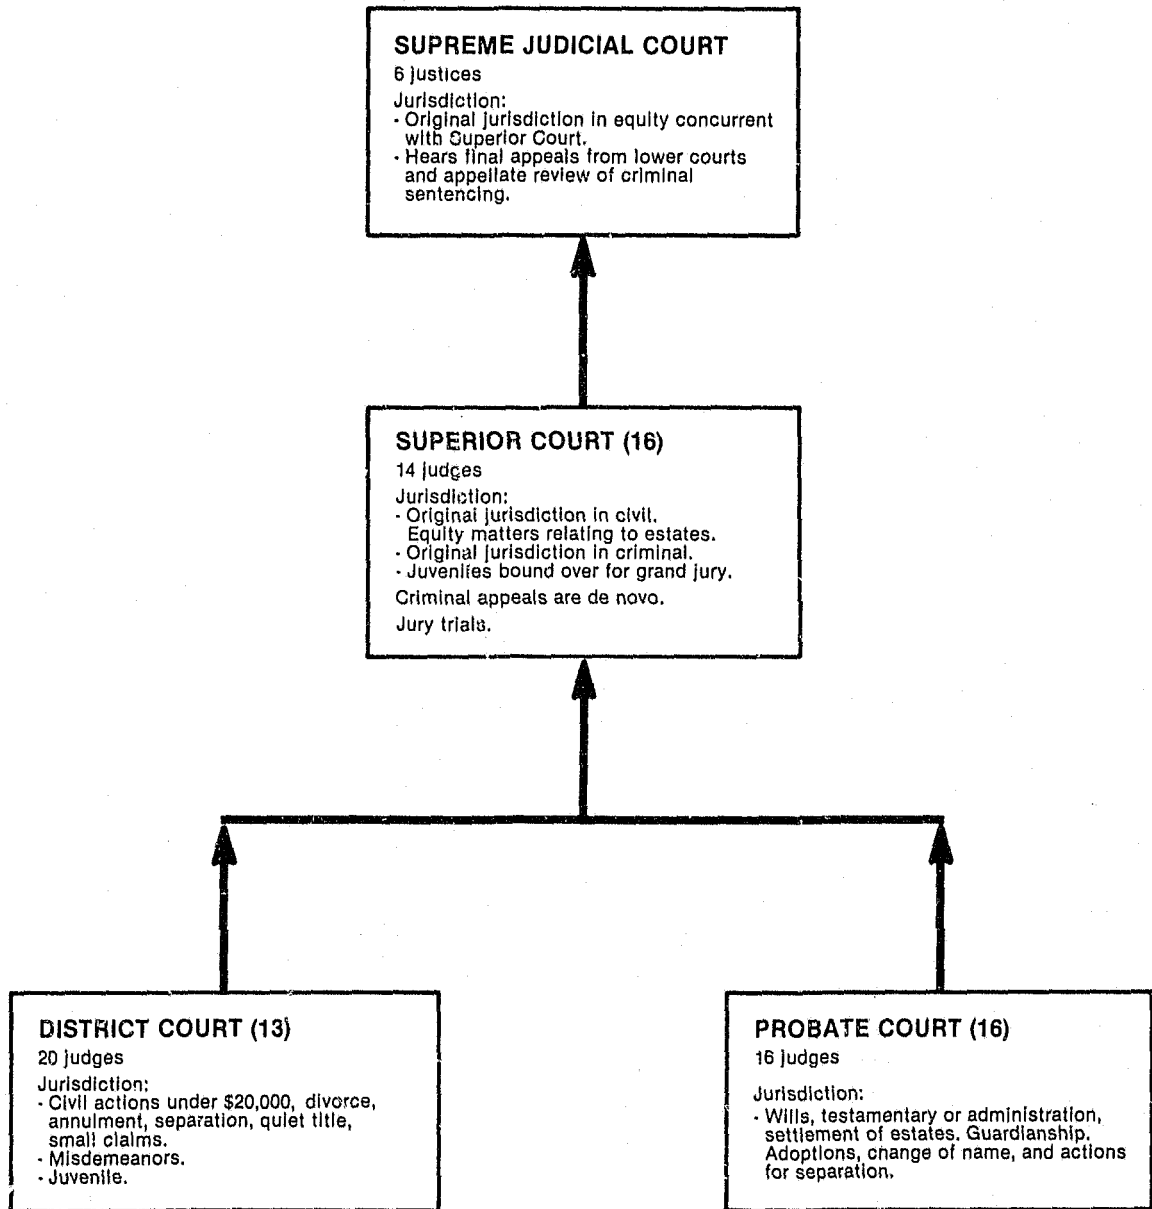 SUPREME JUDICIAL COURT
6 justices
Jurisdiction:
- Original jurisdiction in equity concurrent
with Superior Court.
- Hears final appeals from lower courts
and appellate review of criminal
sentencing.
SUPERIOR COURT (16)
14 judges
Jurisdiction:
- Original jurisdiction in civil.
Equity matters relating to estates.
- Original jurisdiction in criminal.
- Juveniles bound over for grand jury.
Criminal appeals are de novo.
Jury trials.
DISTRICT COURT (13)
20 judges
Jurisdiction:
- Civil actions under $20,000, divorce,
annulment, separation, quiet title,
small claims.
- Misdemeanors.
- Juvenile.
PROBATE COURT (16)
16 judges
Jurisdiction:
- Wills, testamentary or administration,
settlement of estates. Guardianship.
Adoptions, change of name, and actions
for separation.